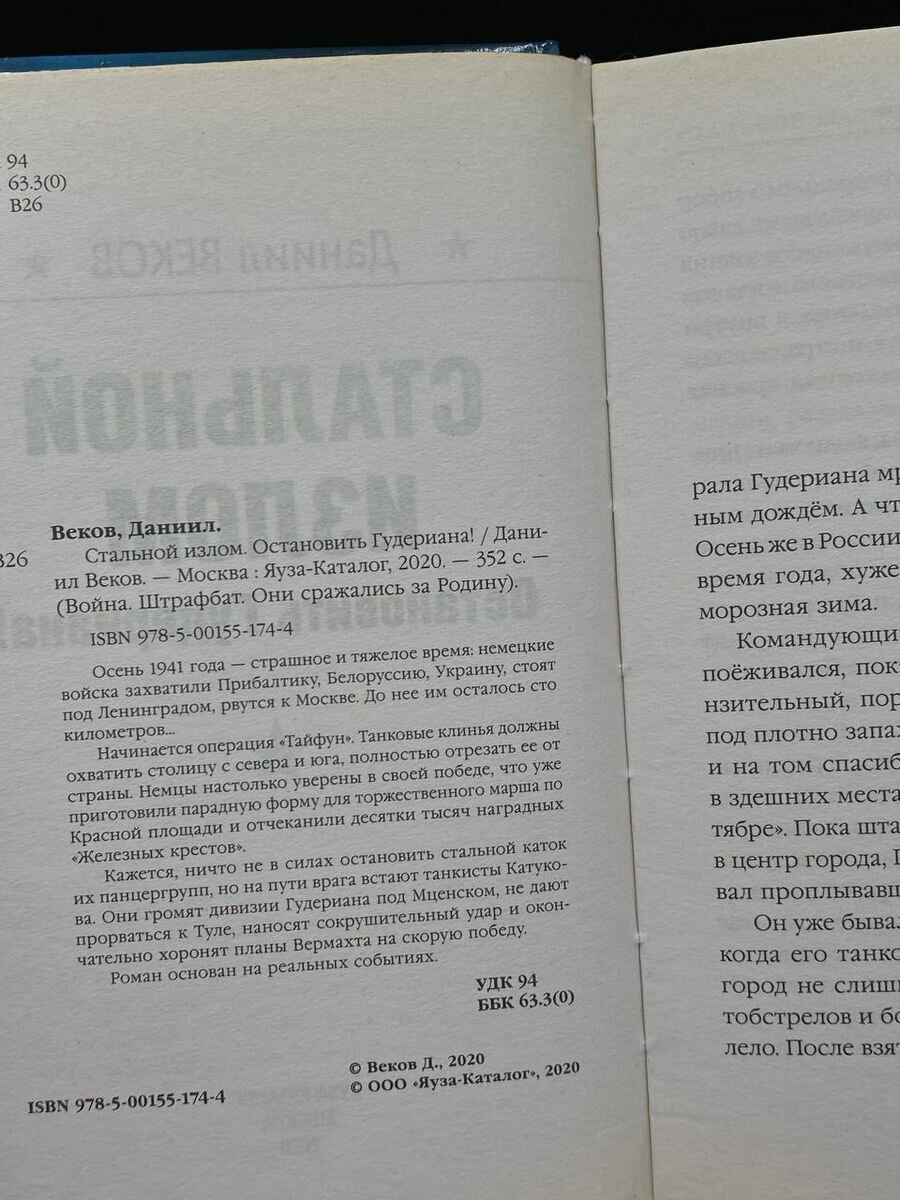 94
63.3(0)
В26
Даниил ВЕКОВ
СТАЛЬНОЙ
ИЗЛОМ
Веков, Даниил.
В26
Стальной излом. Остановить Гудериана! / Дани-
ил Веков. — Москва : Яуза-Каталог, 2020. — 352 с. —
(Война. Штрафбат. Они сражались за Родину).
ISBN 978-5-00155-174-4
Осень 1941 года — страшное и тяжелое время: немецкие
войска захватили Прибалтику, Белоруссию, Украину, стоят
под Ленинградом, рвутся к Москве. До нее им осталось сто
километров...
Начинается операция «Тайфун». Танковые клинья должны
охватить столицу с севера и юга, полностью отрезать ее от
страны. Немцы настолько уверены в своей победе, что уже
приготовили парадную форму для торжественного марша по
Красной площади и отчеканили десятки тысяч наградных
«Железных крестов».
Кажется, ничто не в силах остановить стальной каток
их панцергрупп, но на пути врага встают танкисты Катуко-
ва. Они громят дивизии Гудериана под Мценском, не дают
прорваться к Туле, наносят сокрушительный удар и окон-
чательно хоронят планы Вермахта на скорую победу.
Роман основан на реальных событиях.
УДК 94
ББК 63.3(0)
© Веков Д., 2020
© ООО «Яуза-Каталог», 2020
ISBN 978-5-00155-174-4
рала Гудериана мр
ным дождём. А чт
Осень же в России
время года, хуже
морозная зима.
Командующи
поёживался, пок
нзительный, пор
под плотно запах
и на том спасиб
в здешних места
тябре». Пока шта
в центр города, Г
вал проплывавш
Он уже бывал
когда его танко
город не слиш
тобстрелов и бо
лело. После взят